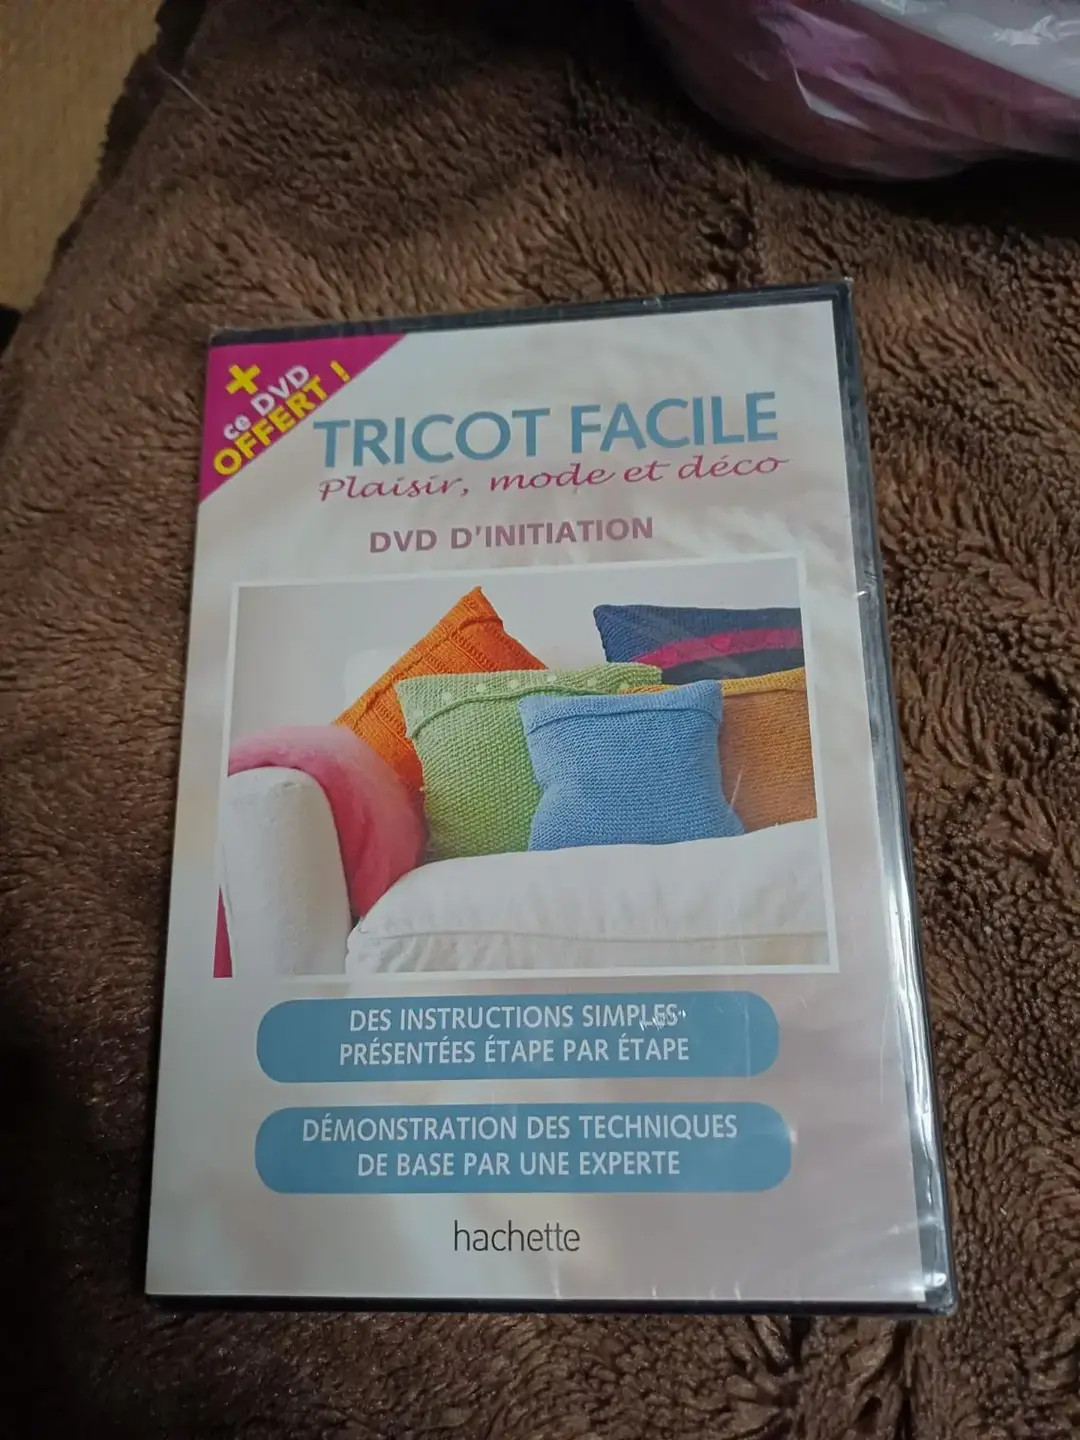 +
ce DVD
OFFERT !
TRICOT FACILE
Plaisir, mode et déco
DVD D'INITIATION
DES INSTRUCTIONS SIMPLES
PRÉSENTÉES ÉTAPE PAR ÉTAPE
DÉMONSTRATION DES TECHNIQUES
DE BASE PAR UNE EXPERTE
hachette